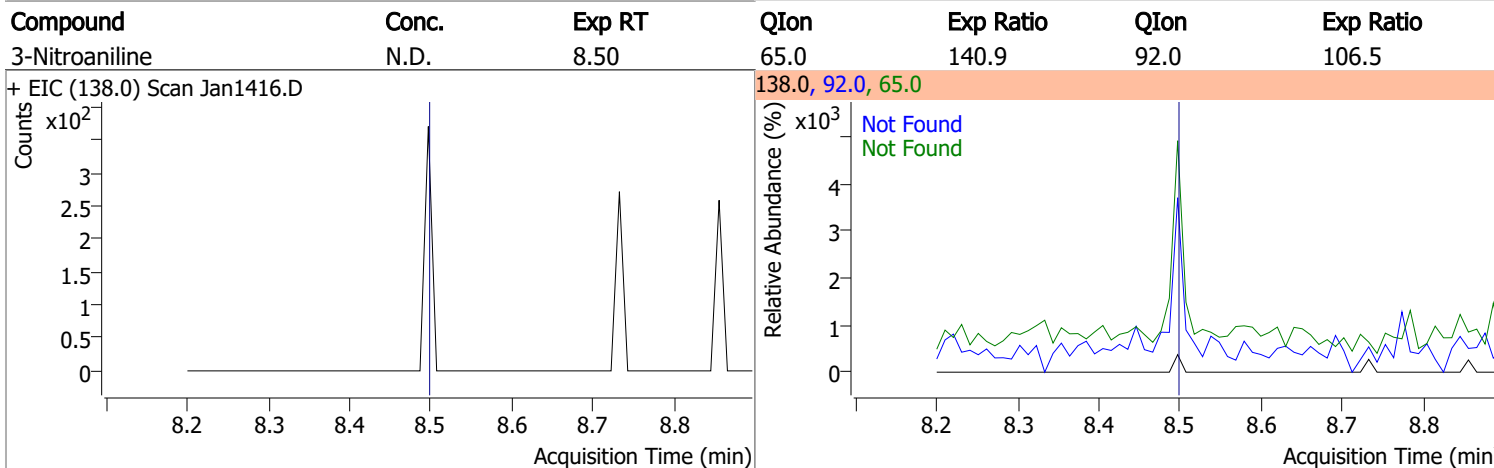 Compound Conc. Exp RT QIon Exp Ratio QIon Exp Ratio
3-Nitroaniline N.D. 8.50 65.0 140.9 92.0 106.5
+ EIC (138.0) Scan Jan1416.D
138.0, 92.0, 65.0
Counts
x10²
3
2.5
2
1.5
1
0.5
0
8.2 8.3 8.4 8.5 8.6 8.7 8.8
Acquisition Time (min)
Relative Abundance (%)
x10³
Not Found
Not Found
4
3
2
1
0
8.2 8.3 8.4 8.5 8.6 8.7 8.8
Acquisition Time (min